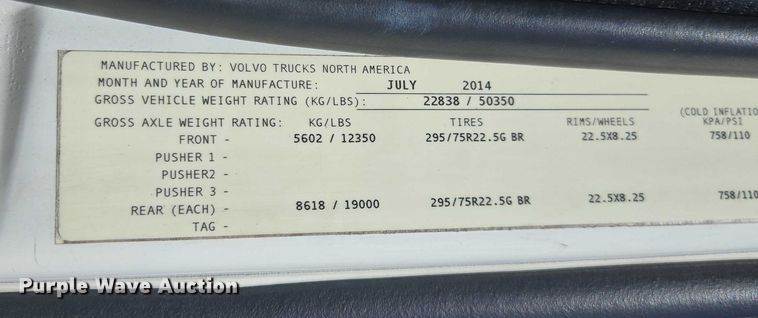 MANUFACTURED BY: VOLVO TRUCKS NORTH AMERICA
MONTH AND YEAR OF MANUFACTURE: JULY 2014
GROSS VEHICLE WEIGHT RATING (KG/LBS): 22838 / 50350
(COLD INFLATIO
GROSS AXLE WEIGHT RATING: KG/LBS TIRES RIMS/WHEELS KPA/PSI
FRONT - 5602 / 12350 295/75R22.5G BR 22.5X8.25 758/110
PUSHER 1 -
PUSHER2 -
PUSHER 3 -
REAR (EACH) - 8618 / 19000 295/75R22.5G BR 22.5X8.25 758/110
TAG -
Purple Wave Auction